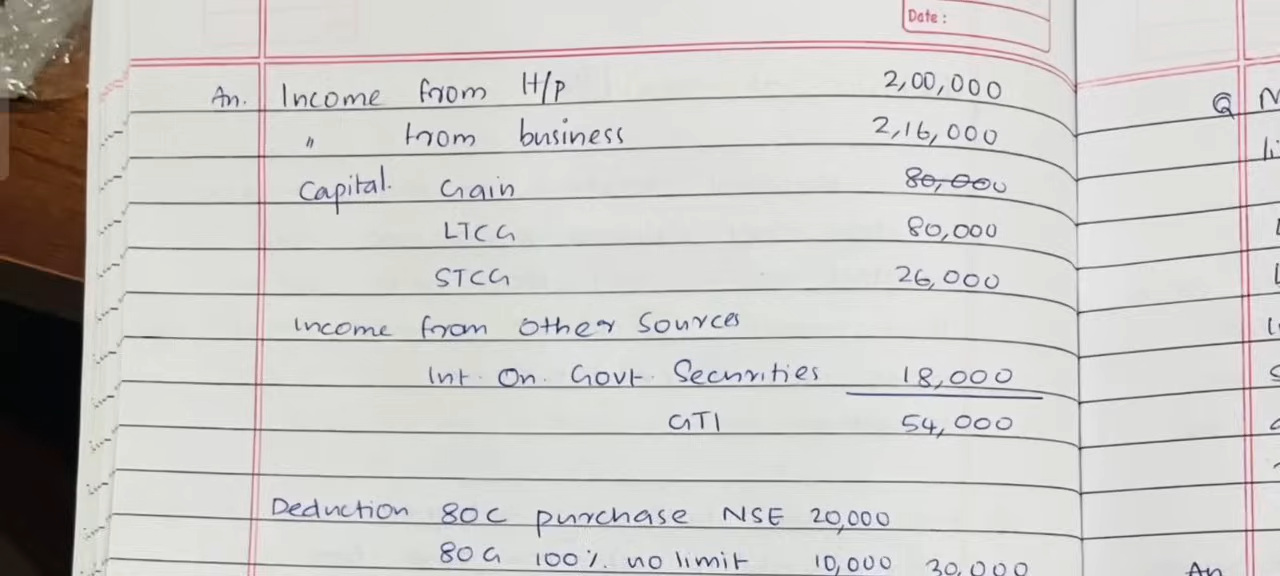 Date :
An. Income from H/p 2,00,000
" from business 2,16,000
Capital. Gain 80,000
LTCG 80,000
STCG 26,000
Income from Other Sources
Int. On. Govt. Securities 18,000
GTI 54,000
Deduction 80C purchase NSE 20,000
80G 100% no limit 10,000 30,000
Q
An